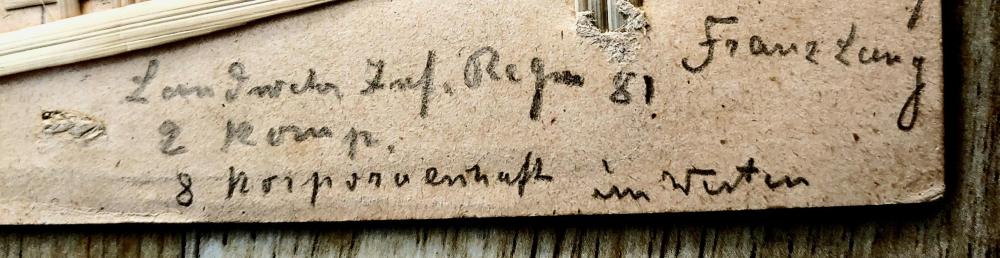 Franz Lang
Landwehr Inf. Regm 81
2 Komp.
8 Korporalschaft im Westen